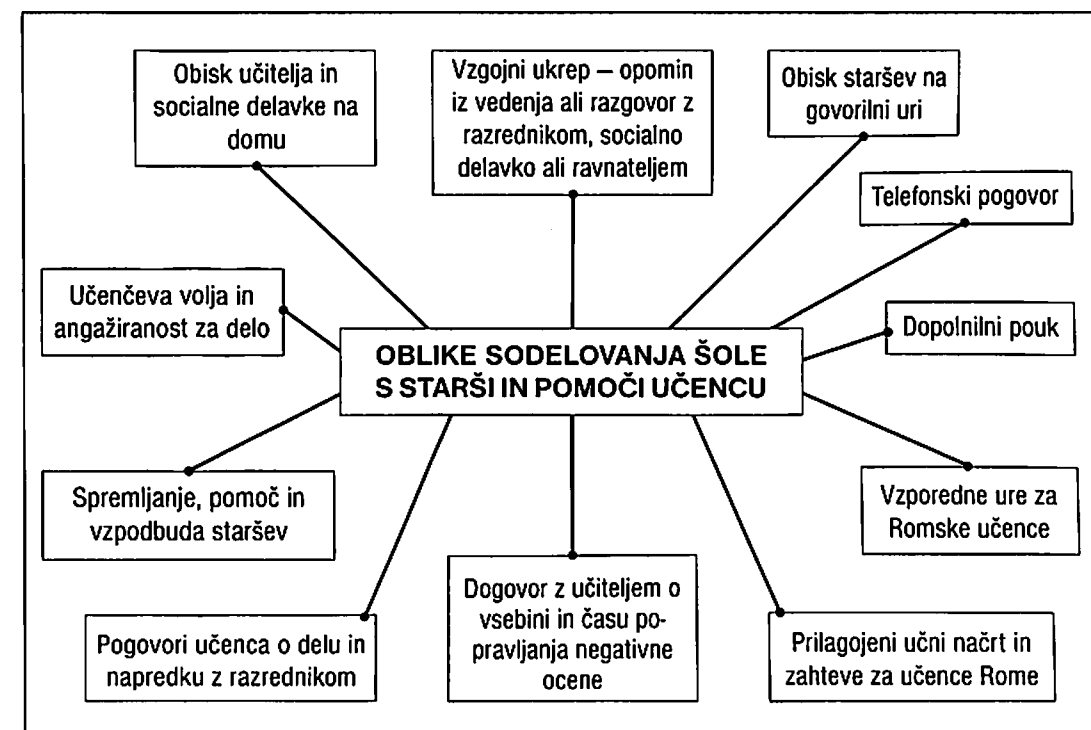 Obisk učitelja in
socialne delavke na
domu
Vzgojni ukrep – opomin
iz vedenja ali razgovor z
razrednikom, socialno
delavko ali ravnateljem
Obisk staršev na
govorilni uri
Telefonski pogovor
Učenčeva volja in
angažiranost za delo
Dopolnilni pouk
OBLIKE SODELOVANJA ŠOLE
S STARŠI IN POMOČI UČENCU
Spremljanje, pomoč in
vzpodbuda staršev
Vzporedne ure za
Romske učence
Pogovori učenca o delu in
napredku z razrednikom
Dogovor z učiteljem o
vsebini in času po-
pravljanja negativne
ocene
Prilagojeni učni načrt in
zahteve za učence Rome